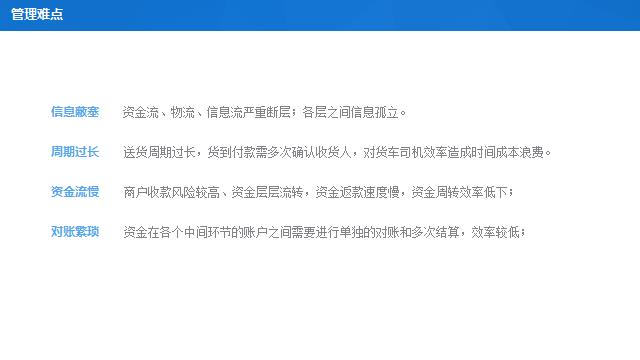 管理难点
信息蔽塞 资金流、物流、信息流严重断层；各层之间信息孤立。
周期过长 送货周期过长，货到付款需多次确认收货人，对货车司机效率造成时间成本浪费。
资金流慢 商户收款风险较高、资金层层流转，资金返款速度慢，资金周转效率低下；
对账繁琐 资金在各个中间环节的账户之间需要进行单独的对账和多次结算，效率较低；